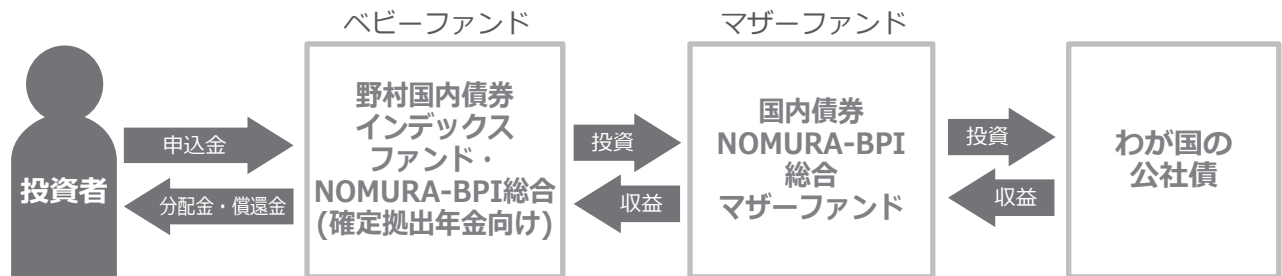 ベビーファンド
マザーファンド
投資者
申込金
分配金・償還金
野村国内債券
インデックス
ファンド・
NOMURA-BPI総合
(確定拠出年金向け)
投資
収益
国内債券
NOMURA-BPI
総合
マザーファンド
投資
収益
わが国の
公社債